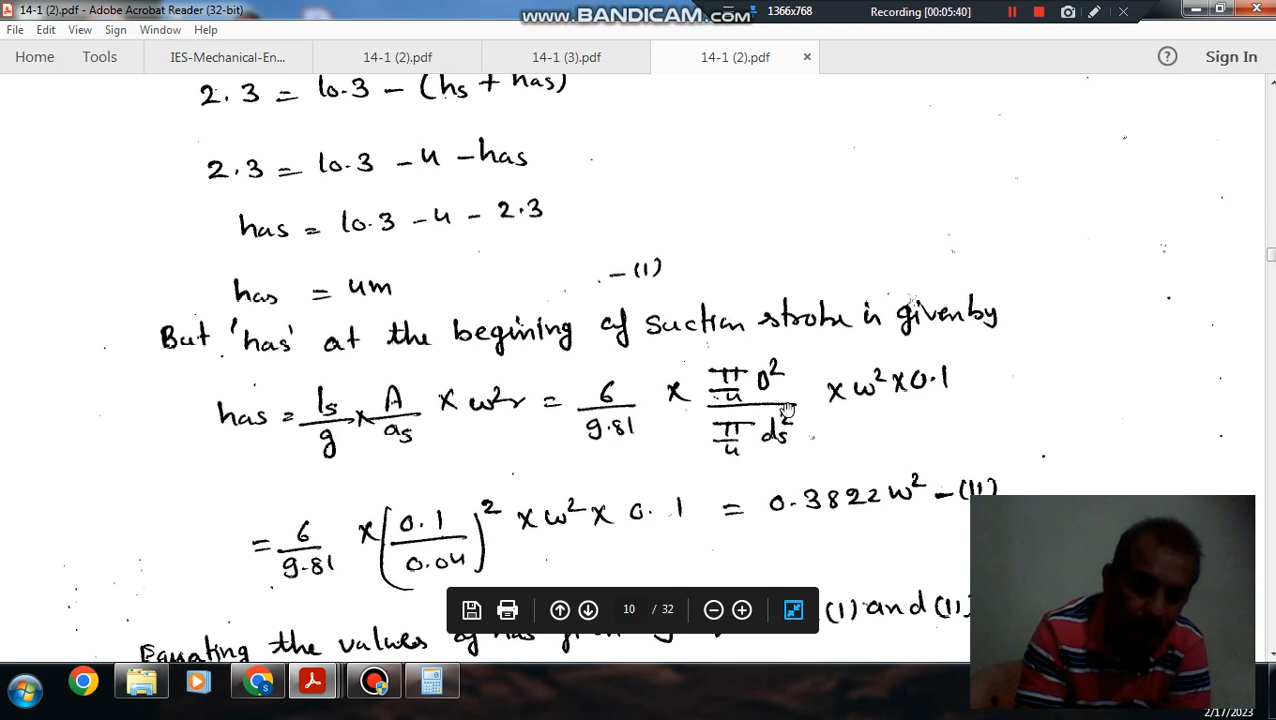 14-1 (2).pdf - Adobe Acrobat Reader (32-bit)
www.BANDICAM.com
1366x768
Recording [00:05:40]
File Edit View Sign Window Help
Home Tools IES-Mechanical-En... 14-1 (2).pdf 14-1 (3).pdf 14-1 (2).pdf × Sign In
2.3 = 10.3 - (hs + has)
2.3 = 10.3 - 4 - has
has = 10.3 - 4 - 2.3
has = 4m - (1)
But 'has' at the begining of suction stroke is given by
has = ls/g × A/as × ω²r = 6/9.81 × π/4 D² / π/4 ds² × ω² × 0.1
= 6/9.81 × (0.1/0.04)² × ω² × 0.1 = 0.3822 ω² - (11)
10 / 32
Equating the values of has (1) and (11)
2/17/2023